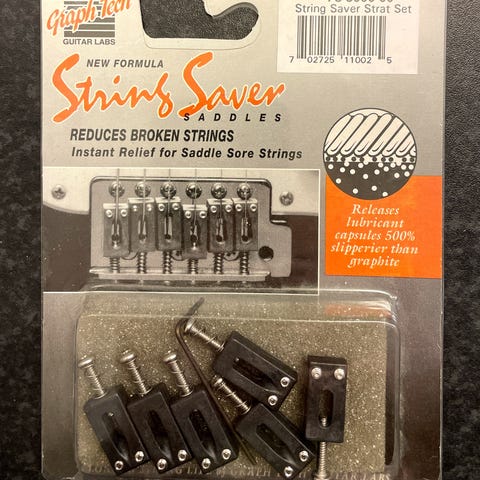 Graph Tech
GUITAR LABS
String Saver Strat Set
7 02725 11002 5
NEW FORMULA
String Saver
SADDLES
REDUCES BROKEN STRINGS
Instant Relief for Saddle Sore Strings
Releases
lubricant
capsules 500%
slipperier than
graphite